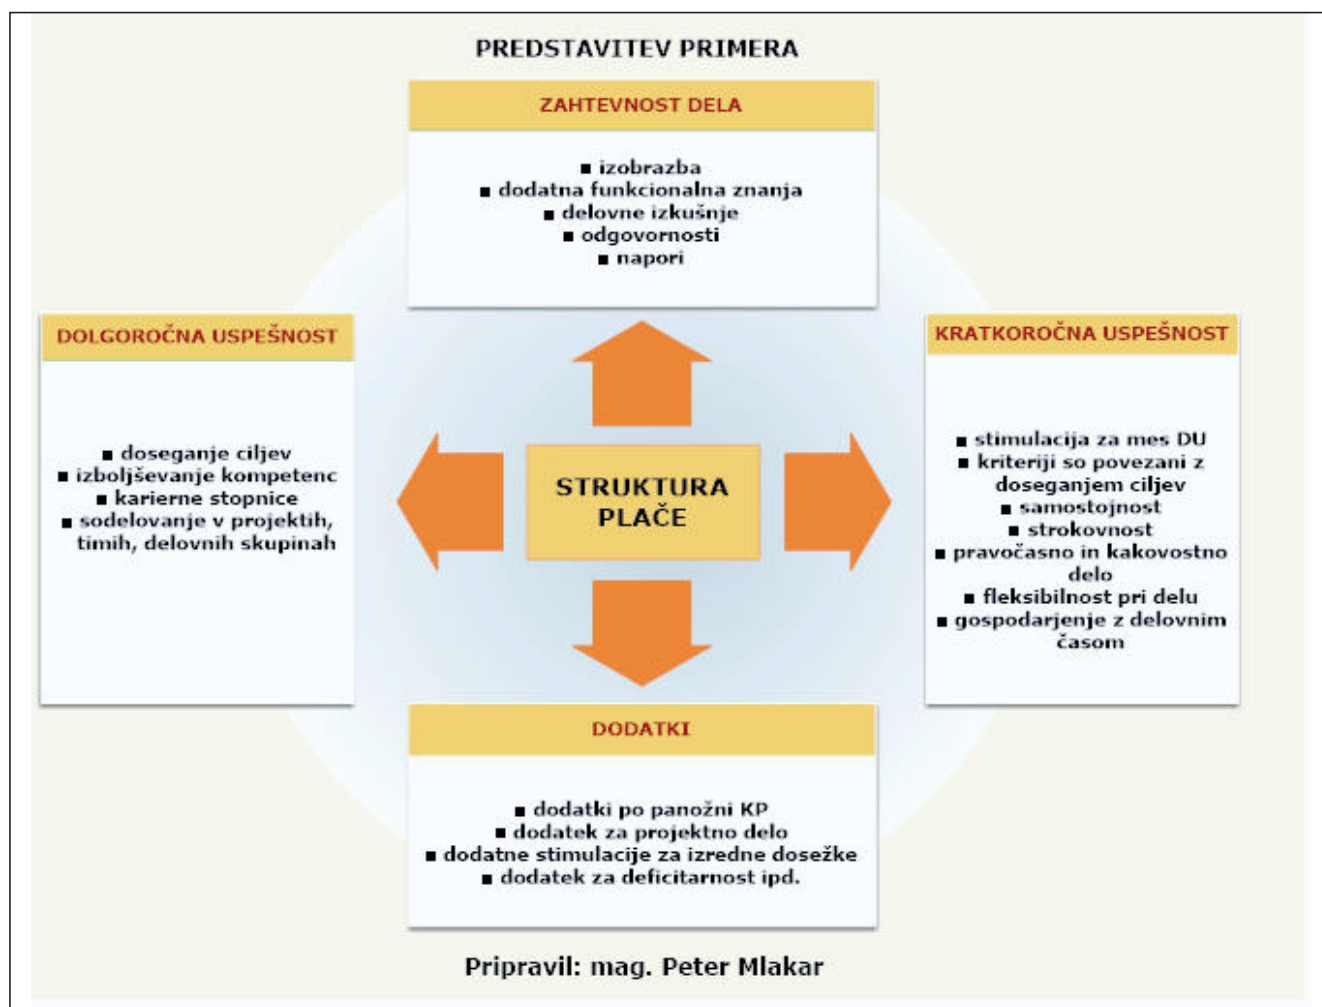 PREDSTAVITEV PRIMERA
ZAHTEVNOST DELA
▪ izobrazba
▪ dodatna funkcionalna znanja
▪ delovne izkušnje
▪ odgovornosti
▪ napori
DOLGOROČNA USPEŠNOST
▪ doseganje ciljev
▪ izboljševanje kompetenc
▪ karierne stopnice
▪ sodelovanje v projektih,
timih, delovnih skupinah
STRUKTURA
PLAČE
KRATKOROČNA USPEŠNOST
▪ stimulacija za mes DU
▪ kriteriji so povezani z
doseganjem ciljev
▪ samostojnost
▪ strokovnost
▪ pravočasno in kakovostno
delo
▪ fleksibilnost pri delu
▪ gospodarjenje z delovnim
časom
DODATKI
▪ dodatki po panožni KP
▪ dodatek za projektno delo
▪ dodatne stimulacije za izredne dosežke
▪ dodatek za deficitarnost ipd.
Pripravil: mag. Peter Mlakar